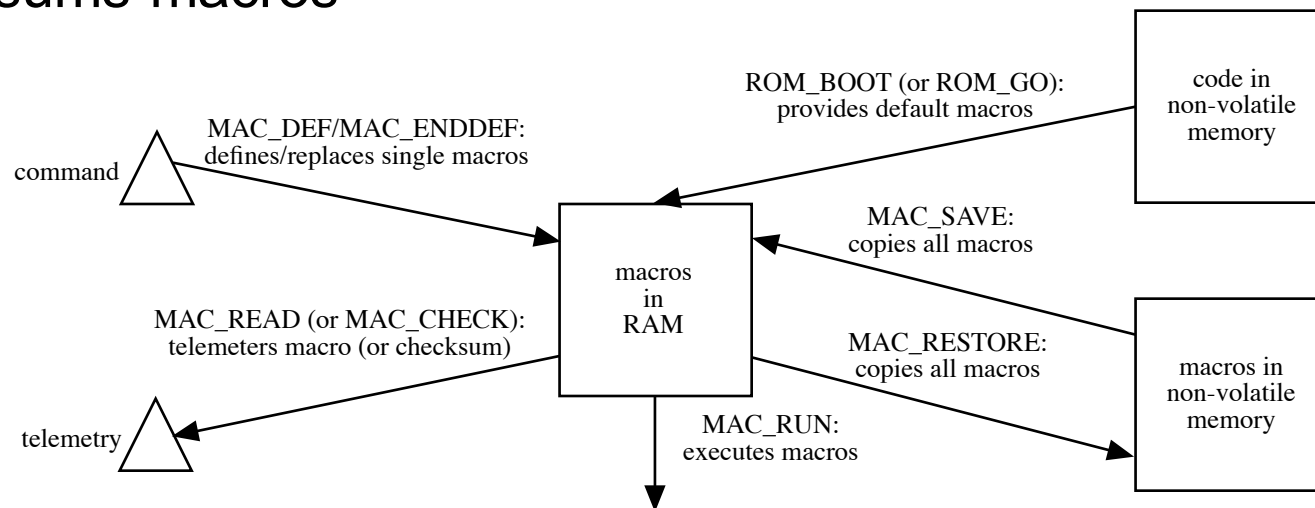 sums macros
ROM_BOOT (or ROM_GO):
provides default macros
code in
non-volatile
memory
MAC_DEF/MAC_ENDDEF:
defines/replaces single macros
command
MAC_SAVE:
copies all macros
macros
in
RAM
MAC_READ (or MAC_CHECK):
telemeters macro (or checksum)
MAC_RESTORE:
copies all macros
macros in
non-volatile
memory
telemetry
MAC_RUN:
executes macros